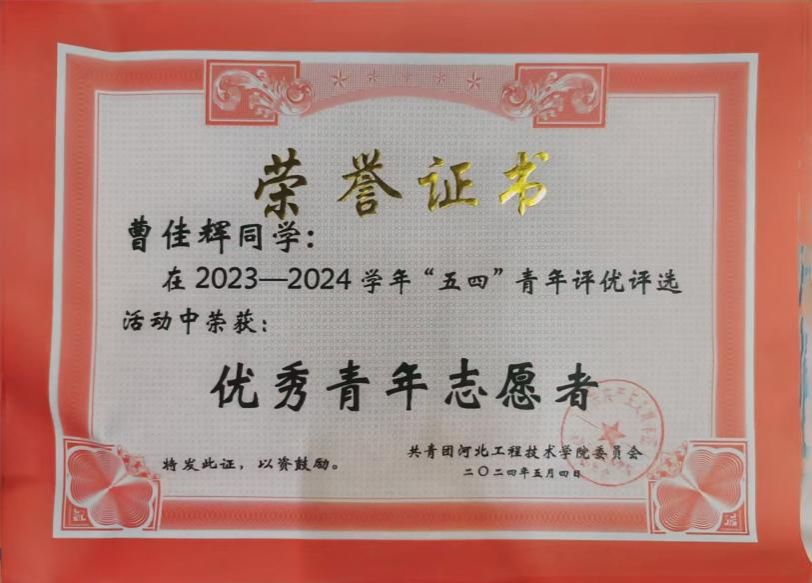 荣誉证书
曹佳辉同学：
在2023—2024学年“五四”青年评优评选
活动中荣获：
优秀青年志愿者
特发此证，以资鼓励。
共青团河北工程技术学院委员会
二〇二四年五月四日